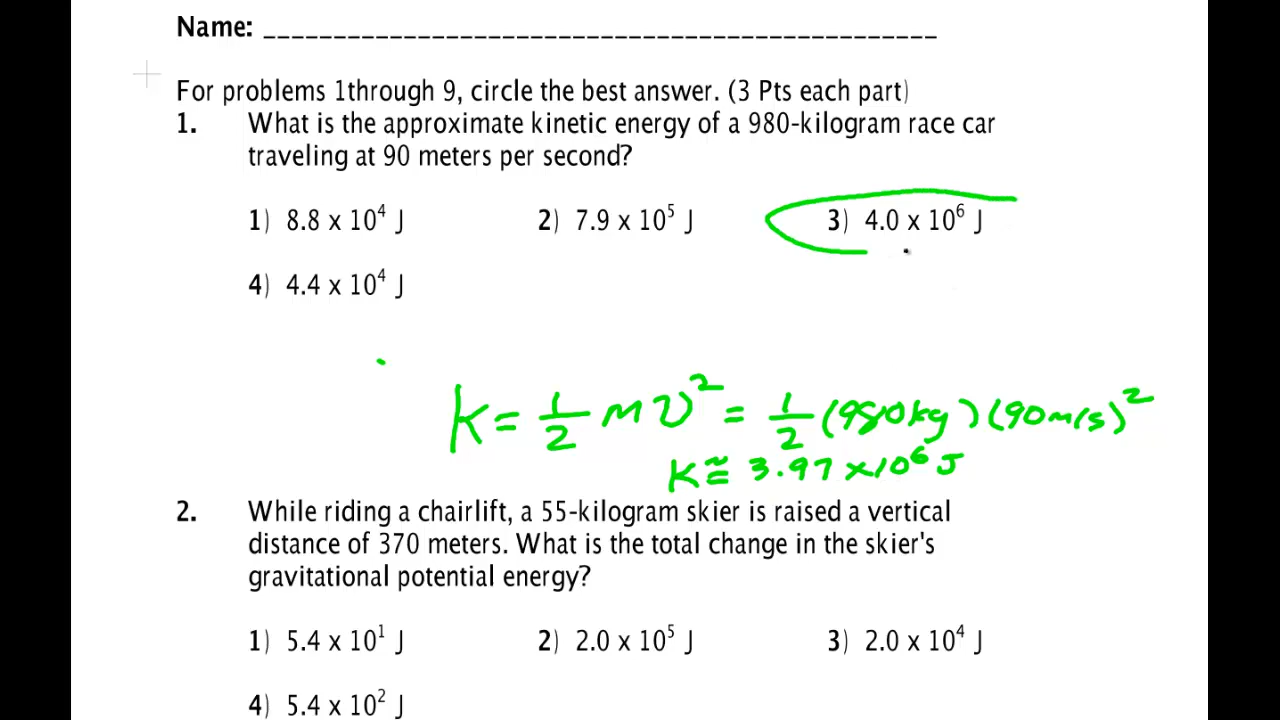 Name: ________________________________________________
For problems 1through 9, circle the best answer. (3 Pts each part)
1. What is the approximate kinetic energy of a 980-kilogram race car
traveling at 90 meters per second?
1) 8.8 x 10⁴ J 2) 7.9 x 10⁵ J 3) 4.0 x 10⁶ J
4) 4.4 x 10⁴ J
K = 1/2 mv² = 1/2 (980kg)(90m/s)²
K ≅ 3.97 x 10⁶ J
2. While riding a chairlift, a 55-kilogram skier is raised a vertical
distance of 370 meters. What is the total change in the skier's
gravitational potential energy?
1) 5.4 x 10¹ J 2) 2.0 x 10⁵ J 3) 2.0 x 10⁴ J
4) 5.4 x 10² J